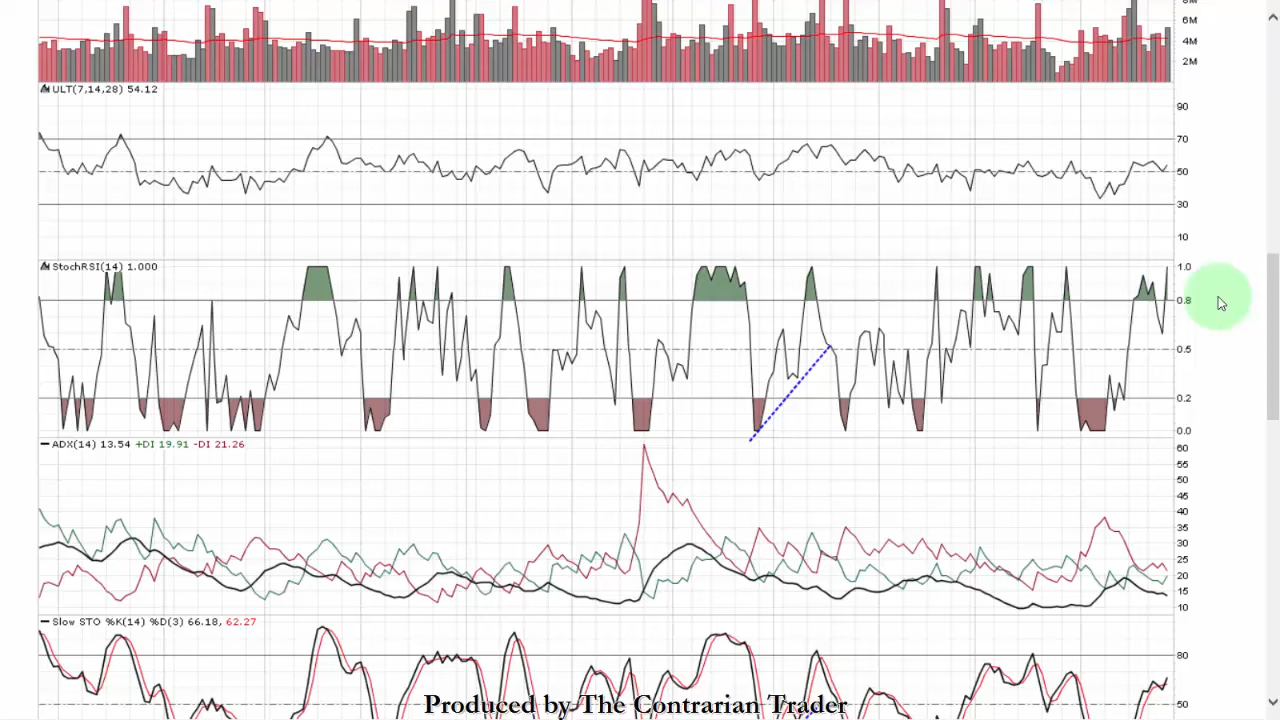 8M
6M
4M
2M
ULT(7,14,28) 54.12
90
70
50
30
10
StochRSI(14) 1.000
1.0
0.8
0.5
0.2
0.0
ADX(14) 13.54 +DI 19.91 -DI 21.26
60
55
50
45
40
35
30
25
20
15
10
Slow STO %K(14) %D(3) 66.18, 62.27
80
50
Produced by The Contrarian Trader